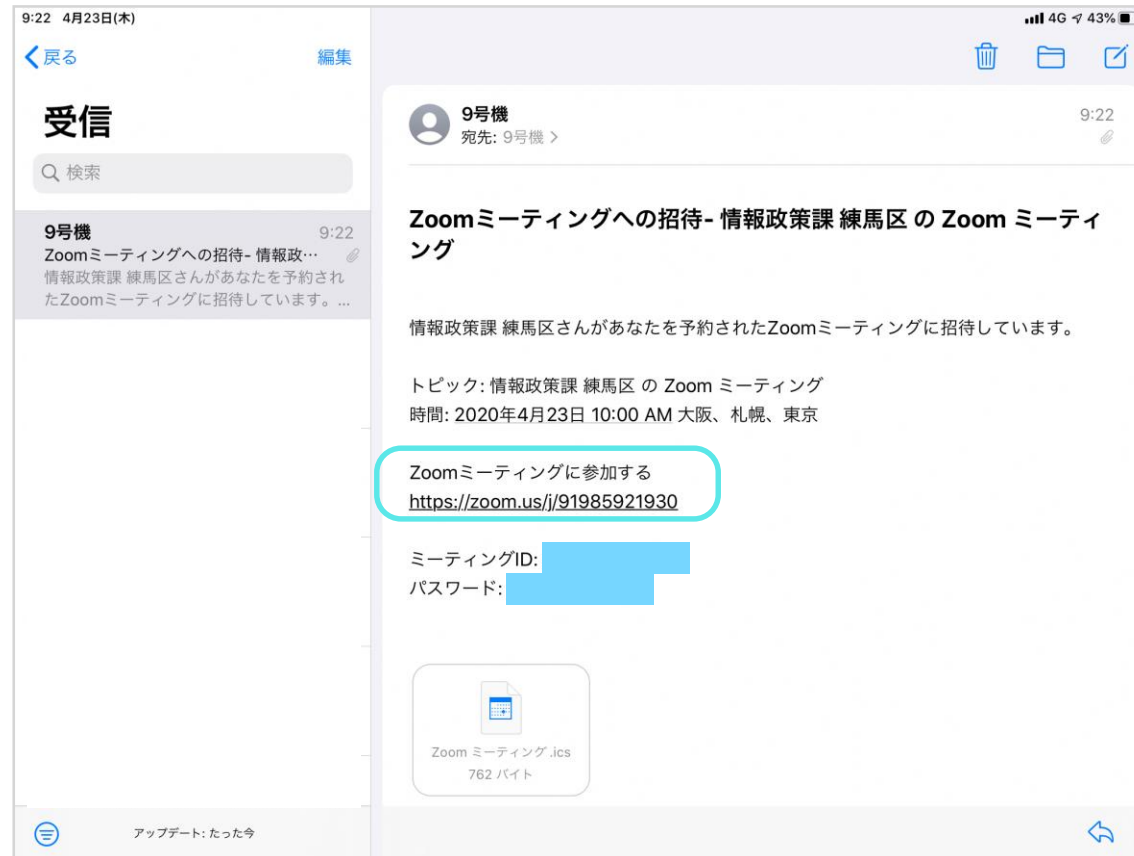 9:22 4月23日(木)
4G 43%
戻る
編集
受信
検索
9号機 9:22
Zoomミーティングへの招待- 情報政…
情報政策課 練馬区さんがあなたを予約され
たZoomミーティングに招待しています。...
アップデート: たった今
9号機 9:22
宛先: 9号機
Zoomミーティングへの招待- 情報政策課 練馬区 の Zoom ミーティ
ング
情報政策課 練馬区さんがあなたを予約されたZoomミーティングに招待しています。
トピック: 情報政策課 練馬区 の Zoom ミーティング
時間: 2020年4月23日 10:00 AM 大阪、札幌、東京
Zoomミーティングに参加する
https://zoom.us/j/91985921930
ミーティングID:
パスワード:
Zoom ミーティング .ics
762 バイト